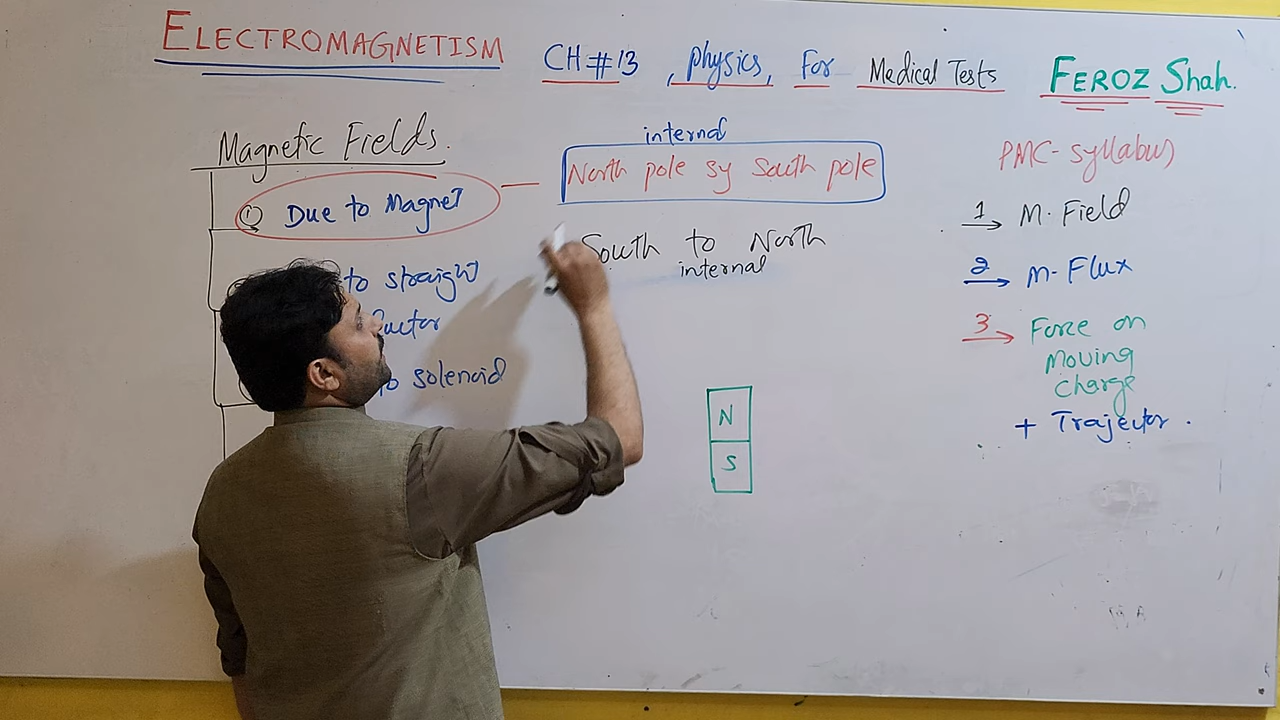 ELECTROMAGNETISM
CH#13, Physics, For Medical Tests
FEROZ Shah.
Magnetic Fields.
① Due to Magnet
to straight
to solenoid
internal
North pole sy South pole
South to North
internal
N
S
PMC-syllabus
1 M. Field
2 M. Flux
3 Force on
Moving
charge
+ Trajector.